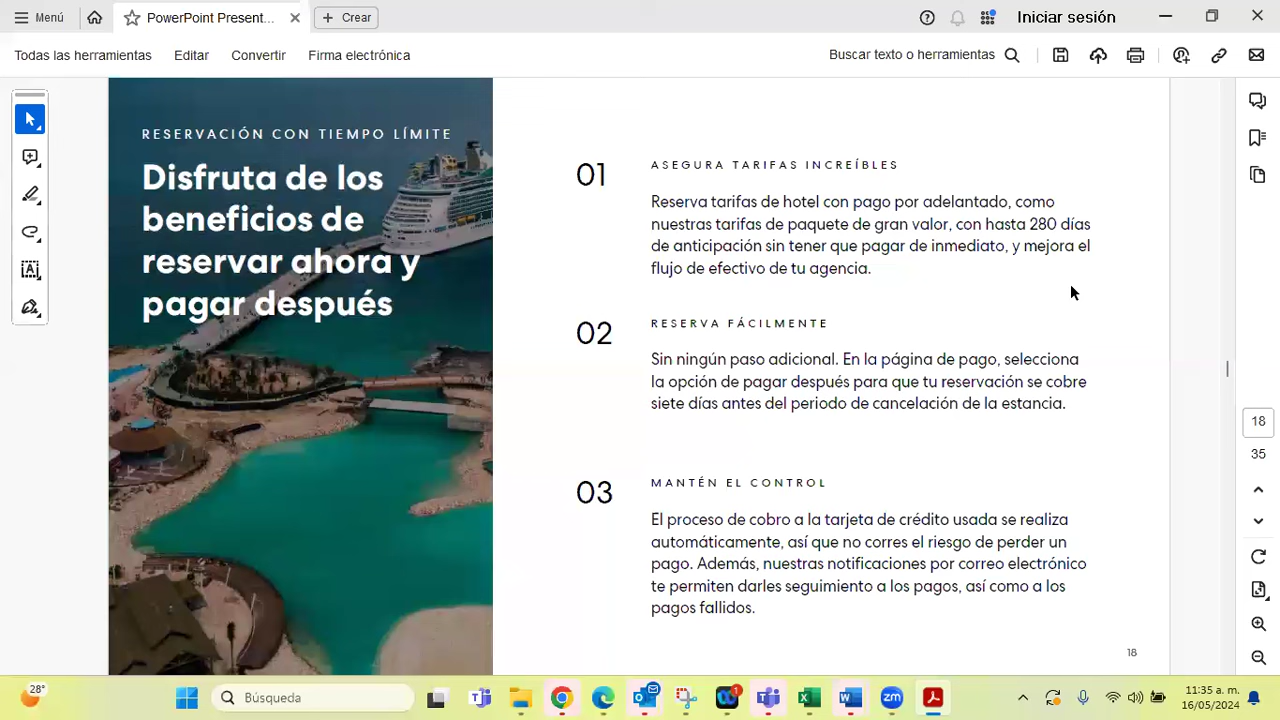 Menú
PowerPoint Present...
Crear
Iniciar sesión
Todas las herramientas
Editar
Convertir
Firma electrónica
Buscar texto o herramientas
RESERVACIÓN CON TIEMPO LÍMITE
Disfruta de los
beneficios de
reservar ahora y
pagar después
01
ASEGURA TARIFAS INCREÍBLES
Reserva tarifas de hotel con pago por adelantado, como
nuestras tarifas de paquete de gran valor, con hasta 280 días
de anticipación sin tener que pagar de inmediato, y mejora el
flujo de efectivo de tu agencia.
02
RESERVA FÁCILMENTE
Sin ningún paso adicional. En la página de pago, selecciona
la opción de pagar después para que tu reservación se cobre
siete días antes del periodo de cancelación de la estancia.
03
MANTÉN EL CONTROL
El proceso de cobro a la tarjeta de crédito usada se realiza
automáticamente, así que no corres el riesgo de perder un
pago. Además, nuestras notificaciones por correo electrónico
te permiten darles seguimiento a los pagos, así como a los
pagos fallidos.
18
18
35
28°
Búsqueda
1
zm
11:35 a. m.
16/05/2024